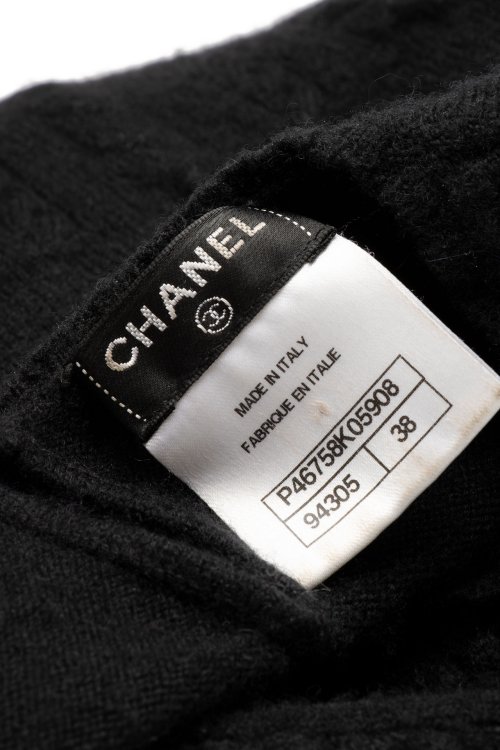 CHANEL
MADE IN ITALY
FABRIQUE EN ITALIE
P46758K05908
94305 38